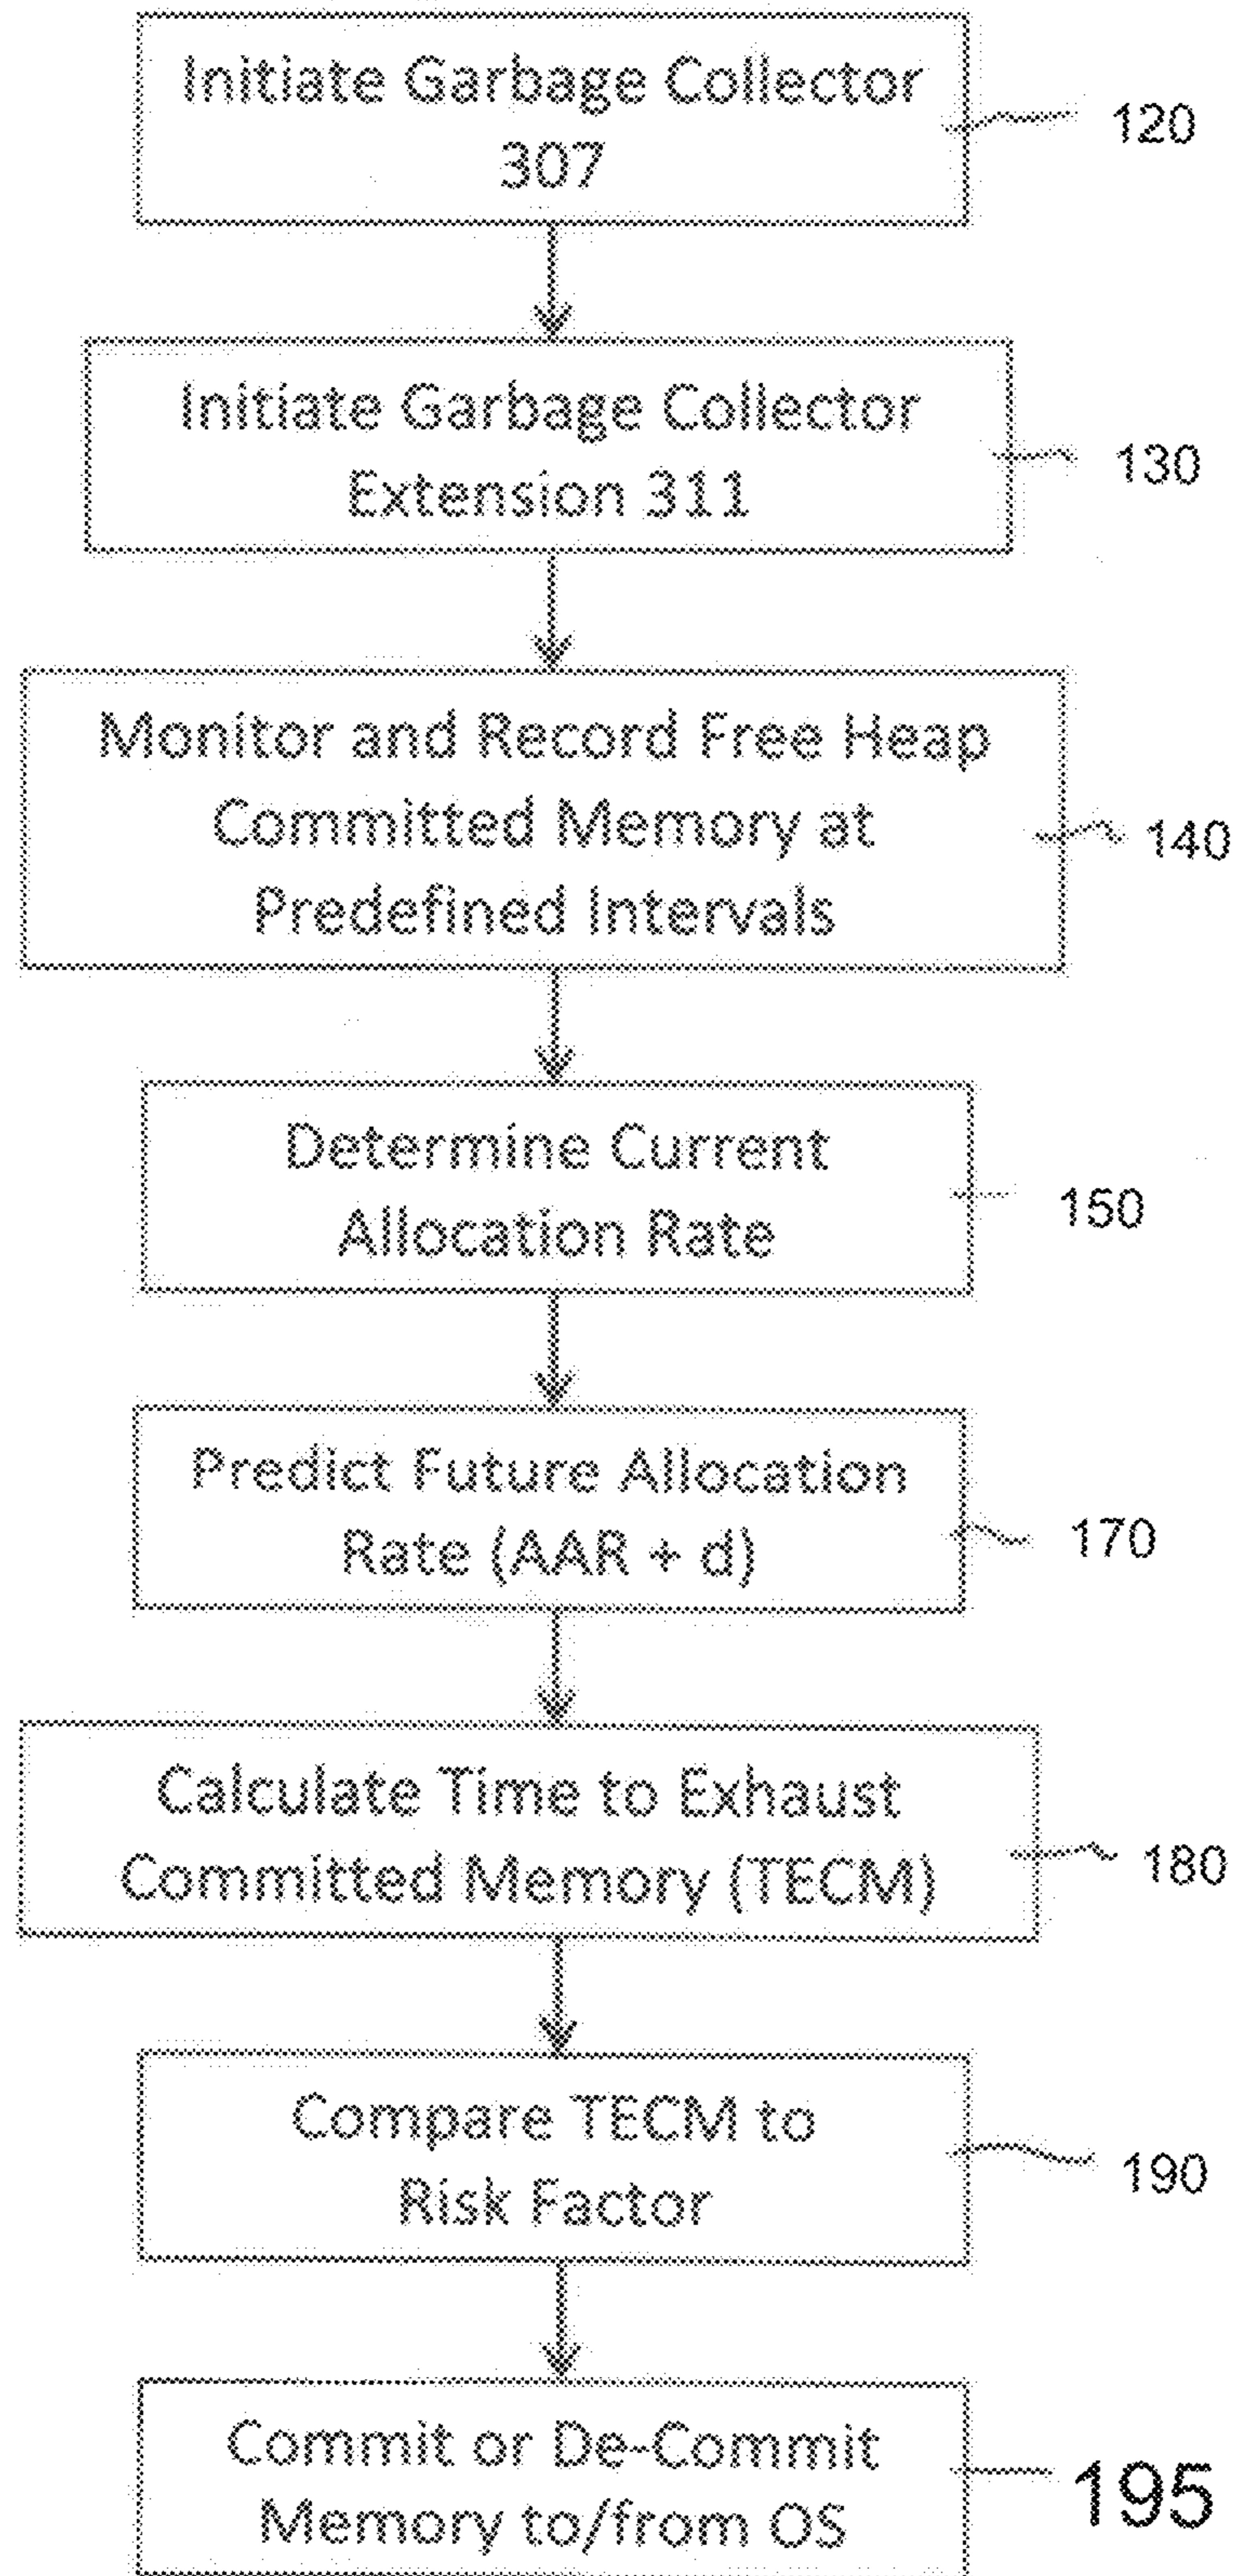 Initiate Garbage Collector
307
120
Initiate Garbage Collector
Extension 311
130
Monitor and Record Free Heap
Committed Memory at
Predefined Intervals
140
Determine Current
Allocation Rate
150
Predict Future Allocation
Rate (AAR + d)
170
Calculate Time to Exhaust
Committed Memory (TECM)
180
Compare TECM to
Risk Factor
190
Commit or De-Commit
Memory to/from OS
195